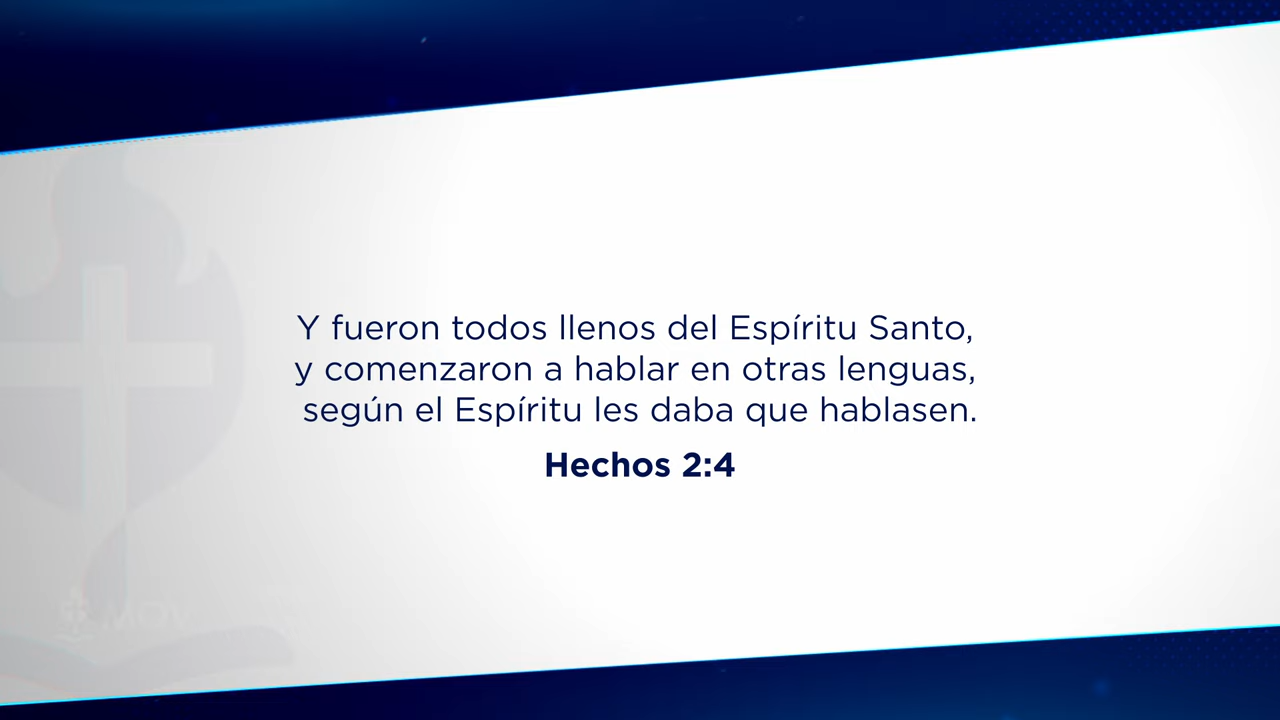 Y fueron todos llenos del Espíritu Santo,
y comenzaron a hablar en otras lenguas,
según el Espíritu les daba que hablasen.
Hechos 2:4